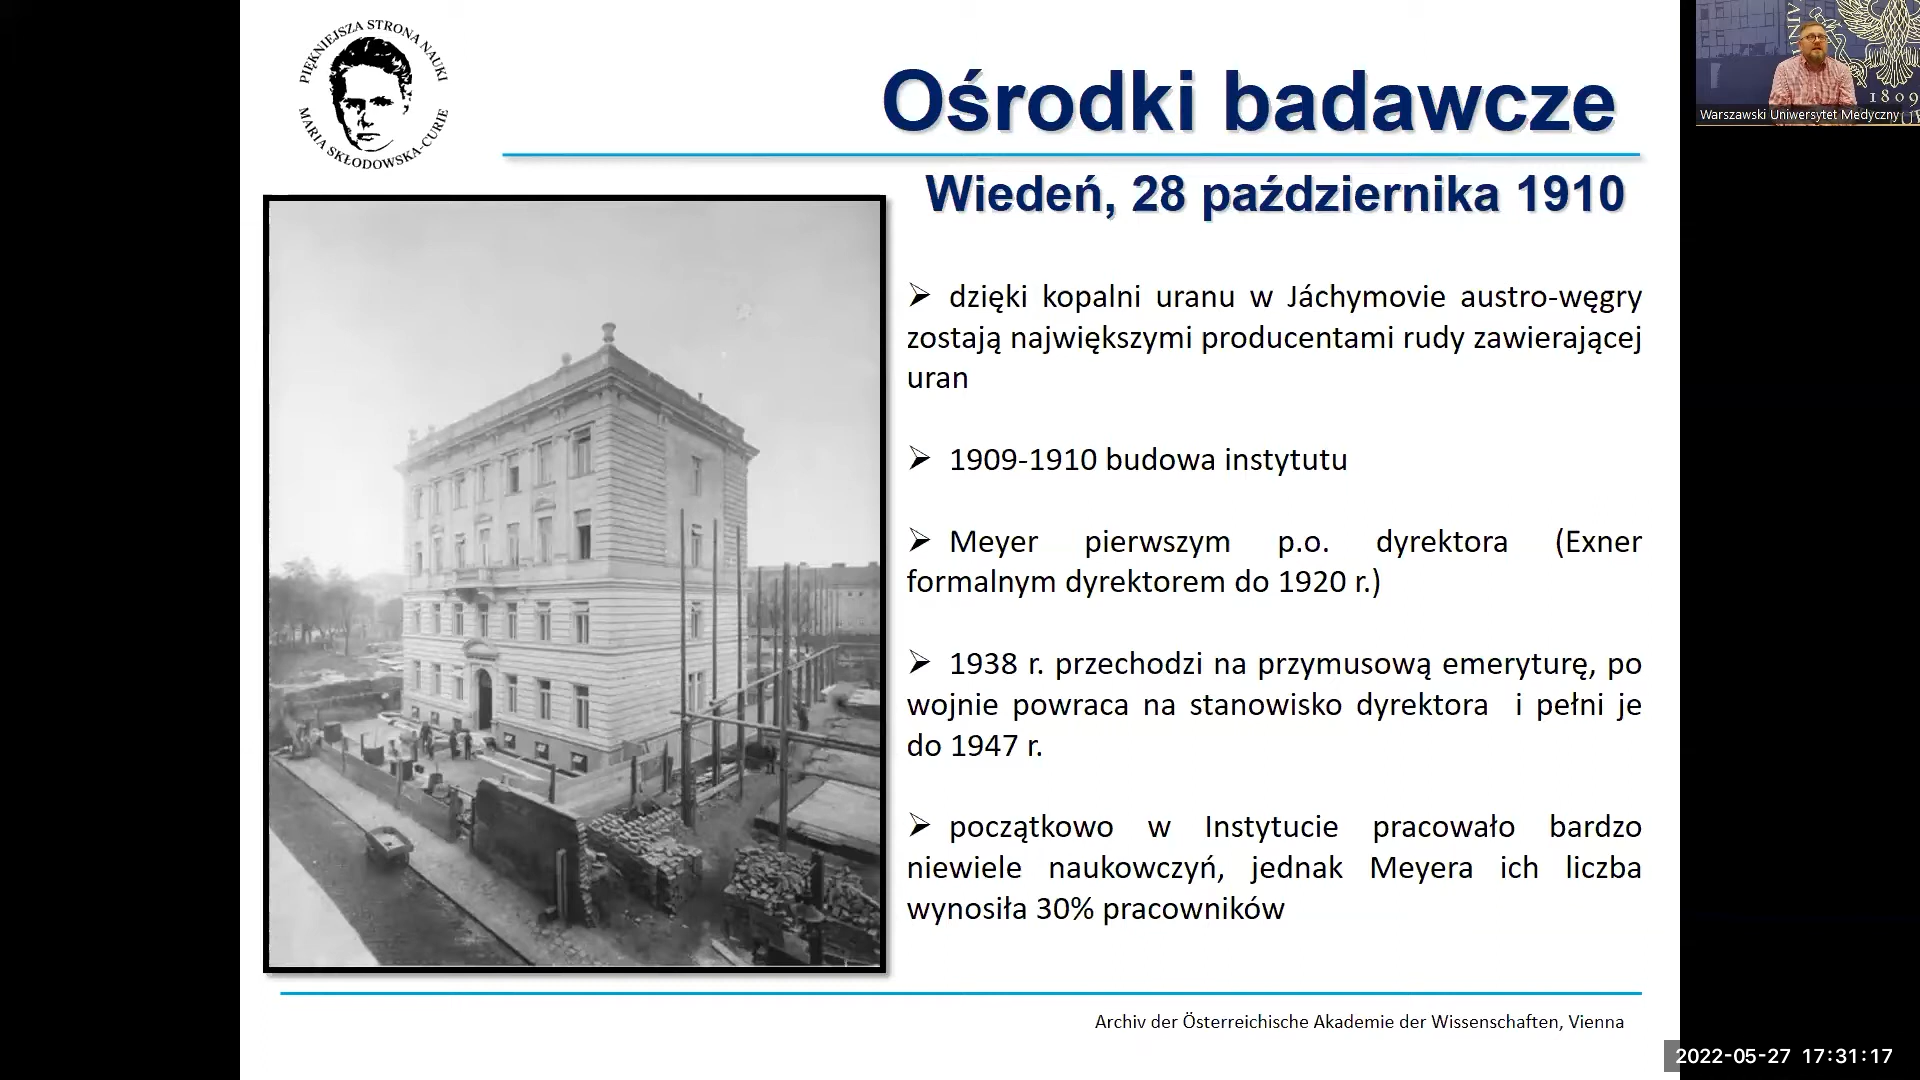 PIĘKNIEJSZA STRONA NAUKI
MARIA SKŁODOWSKA-CURIE
Ośrodki badawcze
Wiedeń, 28 października 1910
➢ dzięki kopalni uranu w Jáchymovie austro-węgry
zostają największymi producentami rudy zawierającej
uran
➢ 1909-1910 budowa instytutu
➢ Meyer pierwszym p.o. dyrektora (Exner
formalnym dyrektorem do 1920 r.)
➢ 1938 r. przechodzi na przymusową emeryturę, po
wojnie powraca na stanowisko dyrektora i pełni je
do 1947 r.
➢ początkowo w Instytucie pracowało bardzo
niewiele naukowczyń, jednak Meyera ich liczba
wynosiła 30% pracowników
Archiv der Österreichische Akademie der Wissenschaften, Vienna
1809
Warszawski Uniwersytet Medyczny
2022-05-27 17:31:17